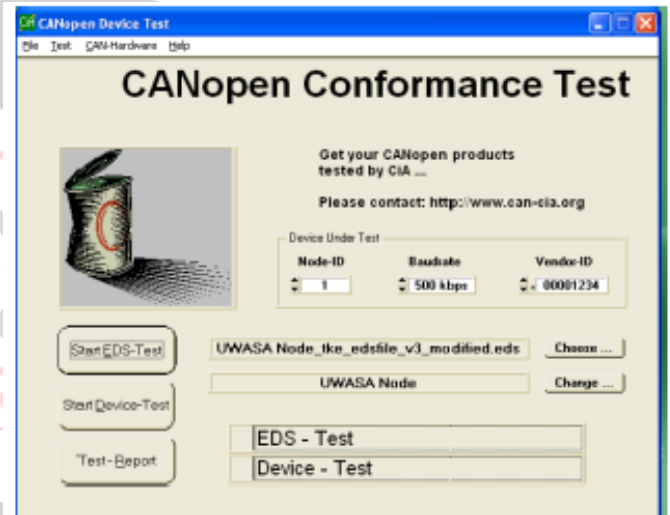 CANopen Device Test
File Test CAN-Hardware Help
CANopen Conformance Test
Get your CANopen products
tested by CiA ...
Please contact: http://www.can-cia.org
Device Under Test
Node-ID Baudrate Vendor-ID
1 500 kbps 00001234
Start EDS-Test
UWASA Node_tke_edsfile_v3_modified.eds
Choose ...
UWASA Node
Change ...
Start Device-Test
EDS - Test
Test-Report
Device - Test